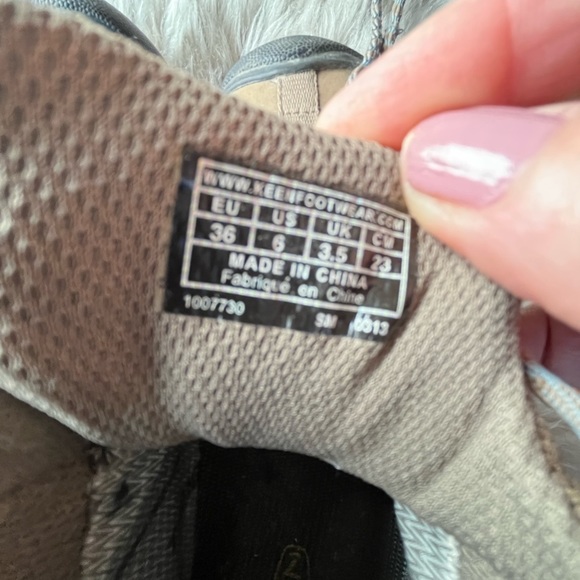 WWW.KEENFOOTWEAR.COM
EU US UK CM
36 6 3.5 23
MADE IN CHINA
Fabriqué en Chine
1007730 SM 0313